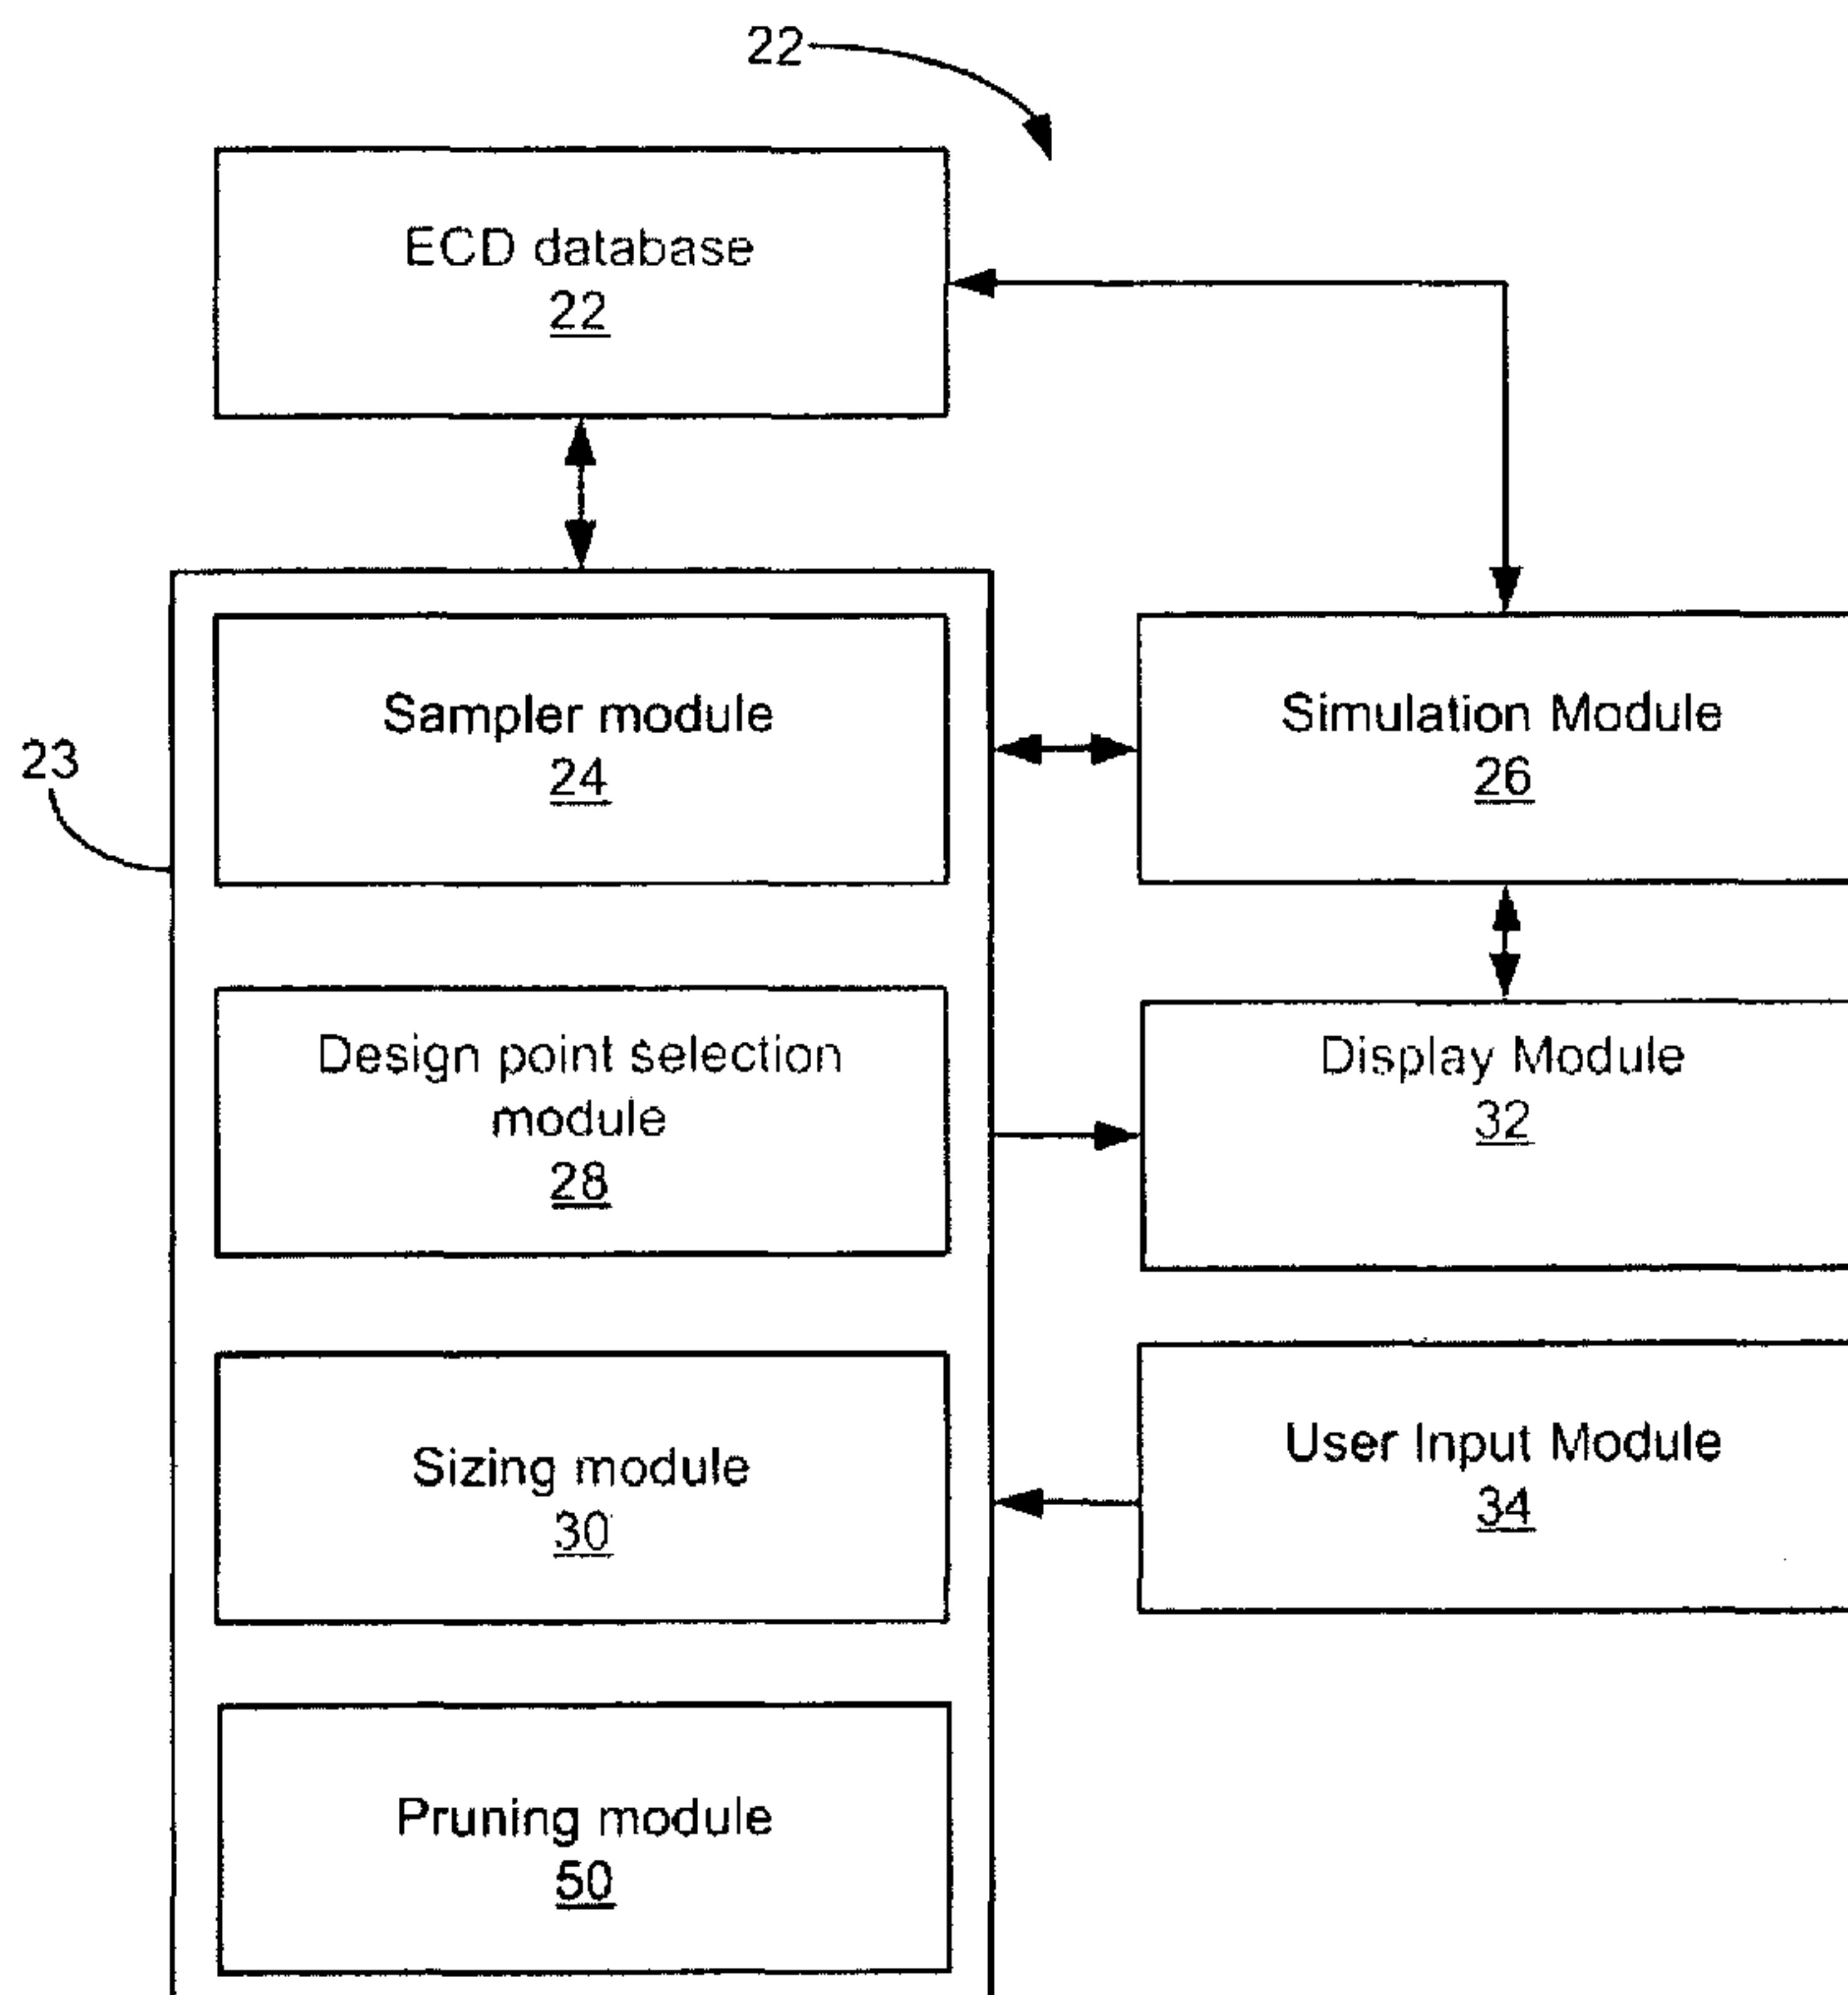 22
ECD database
22
23
Sampler module
24
Simulation Module
26
Design point selection
module
28
Display Module
32
Sizing module
30
User Input Module
34
Pruning module
50